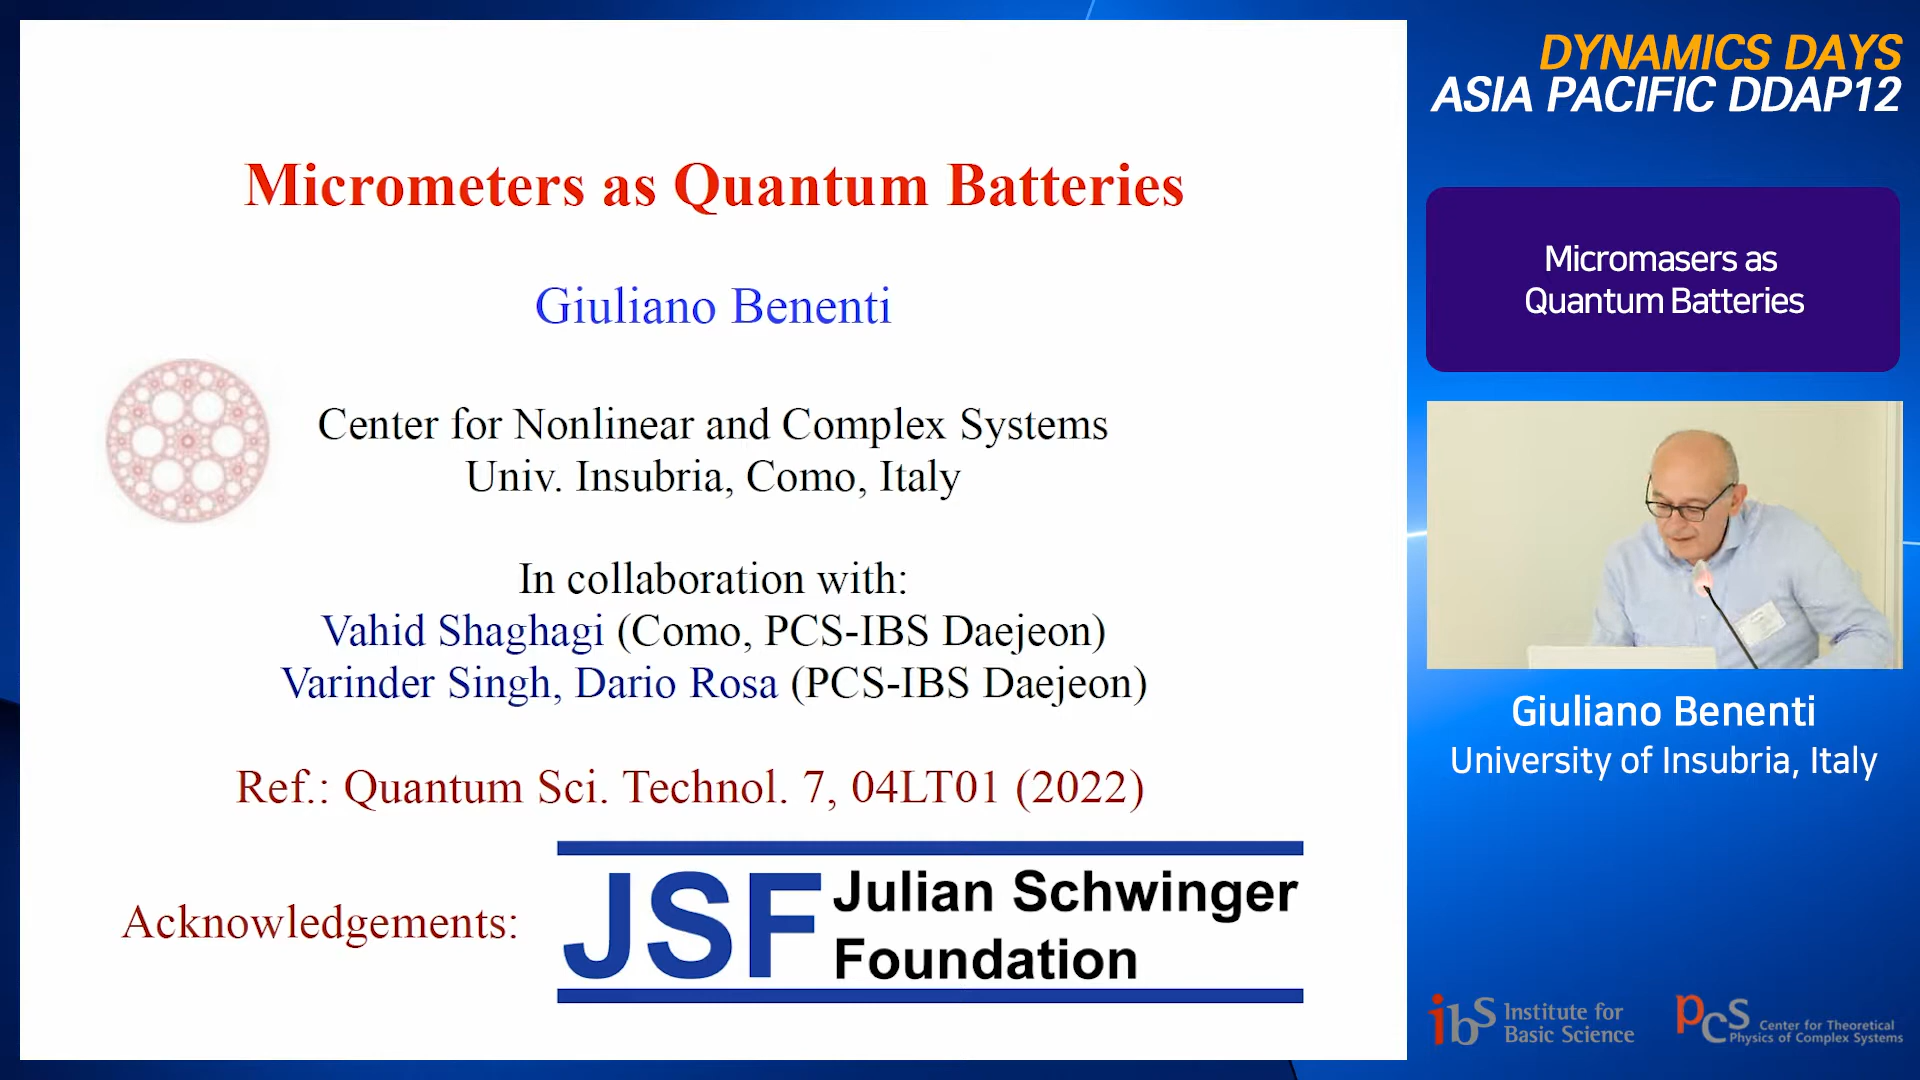 Micrometers as Quantum Batteries
Giuliano Benenti
Center for Nonlinear and Complex Systems
Univ. Insubria, Como, Italy
In collaboration with:
Vahid Shaghagi (Como, PCS-IBS Daejeon)
Varinder Singh, Dario Rosa (PCS-IBS Daejeon)
Ref.: Quantum Sci. Technol. 7, 04LT01 (2022)
Acknowledgements:
JSF
Julian Schwinger
Foundation
DYNAMICS DAYS
ASIA PACIFIC DDAP12
Micromasers as
Quantum Batteries
Giuliano Benenti
University of Insubria, Italy
ibs Institute for
Basic Science
pcs Center for Theoretical
Physics of Complex Systems